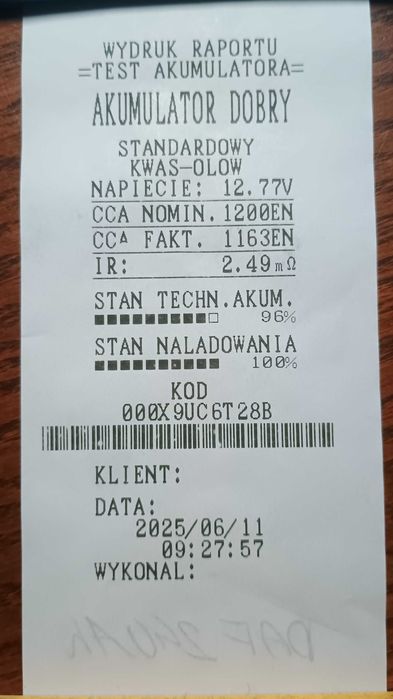 WYDRUK RAPORTU
=TEST AKUMULATORA=
AKUMULATOR DOBRY
STANDARDOWY
KWAS-OLOW
NAPIECIE: 12.77V
CCA NOMIN. 1200EN
CCA FAKT. 1163EN
IR: 2.49mΩ
STAN TECHN.AKUM.
96%
STAN NALADOWANIA
100%
KOD
000X9UC6T28B
KLIENT:
DATA:
2025/06/11
09:27:57
WYKONAL:
DAF 240Ah